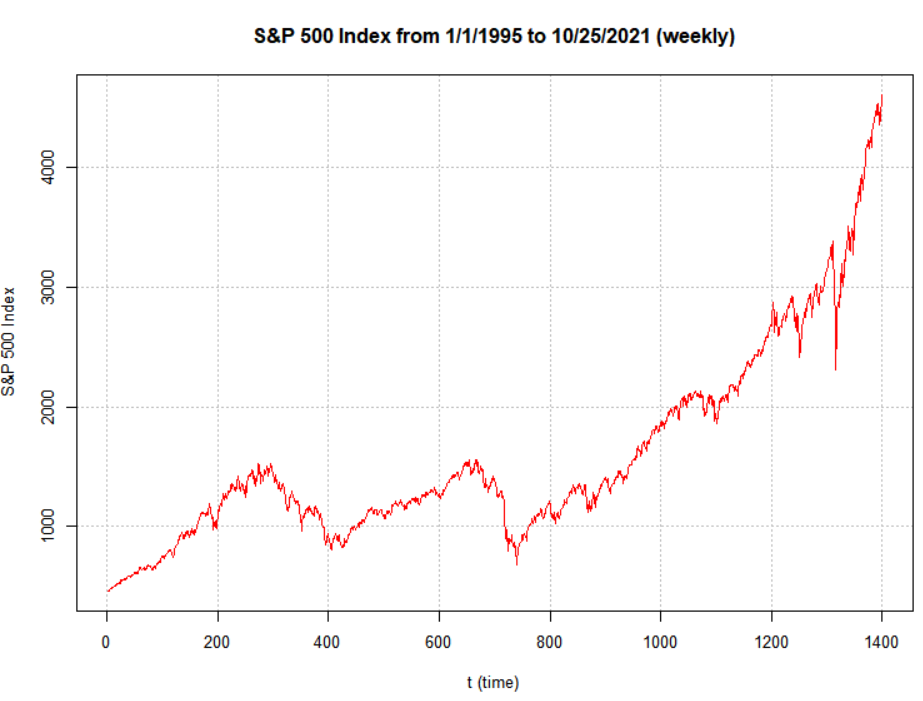 S&P 500 Index from 1/1/1995 to 10/25/2021 (weekly)
S&P 500 Index
4000
3000
2000
1000
0 200 400 600 800 1000 1200 1400
t (time)